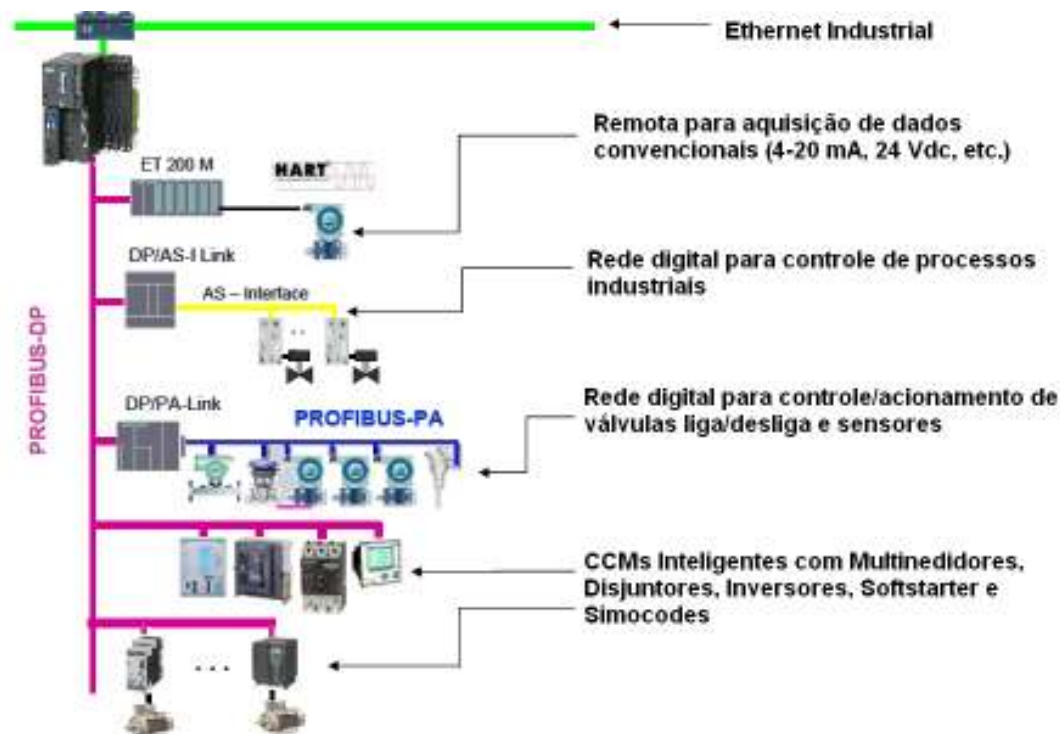 Ethernet Industrial
Remota para aquisição de dados
convencionais (4-20 mA, 24 Vdc, etc.)
ET 200 M
HART
DP/AS-I Link
Rede digital para controle de processos
industriais
AS – Interface
PROFIBUS-DP
DP/PA-Link
PROFIBUS-PA
Rede digital para controle/acionamento de
válvulas liga/desliga e sensores
CCMs Inteligentes com Multinedidores,
Disjuntores, Inversores, Softstarter e
Simocodes